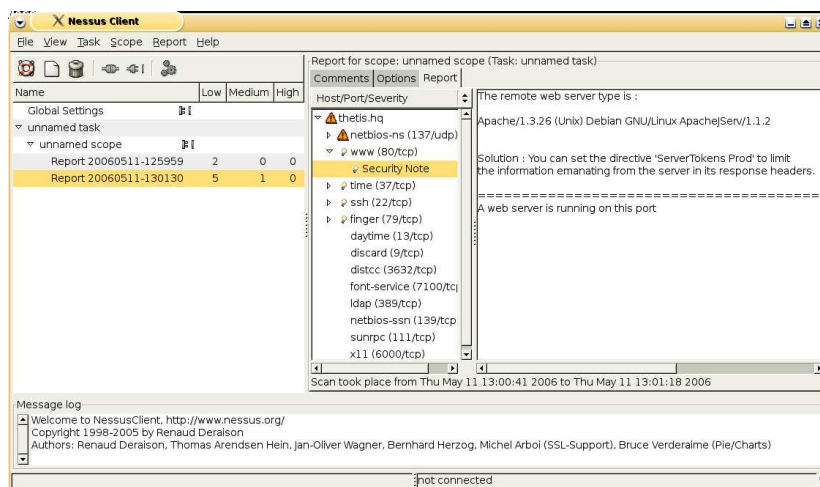 Nessus Client
File View Task Scope Report Help
Name Low Medium High
Global Settings
unnamed task
unnamed scope
Report 20060511-125959 2 0 0
Report 20060511-130130 5 1 0
Report for scope: unnamed scope (Task: unnamed task)
Comments Options Report
Host/Port/Severity
thetis.hq
netbios-ns (137/udp)
www (80/tcp)
Security Note
time (37/tcp)
ssh (22/tcp)
finger (79/tcp)
daytime (13/tcp)
discard (9/tcp)
distcc (3632/tcp)
font-service (7100/tcp
ldap (389/tcp)
netbios-ssn (139/tcp
sunrpc (111/tcp)
x11 (6000/tcp)
The remote web server type is :
Apache/1.3.26 (Unix) Debian GNU/Linux ApacheJServ/1.1.2
Solution : You can set the directive 'ServerTokens Prod' to limit
the information emanating from the server in its response headers.
========================================
A web server is running on this port
Scan took place from Thu May 11 13:00:41 2006 to Thu May 11 13:01:18 2006
Message log
Welcome to NessusClient, http://www.nessus.org/
Copyright 1998-2005 by Renaud Deraison
Authors: Renaud Deraison, Thomas Arendsen Hein, Jan-Oliver Wagner, Bernhard Herzog, Michel Arboi (SSL-Support), Bruce Verderaime (Pie/Charts)
not connected